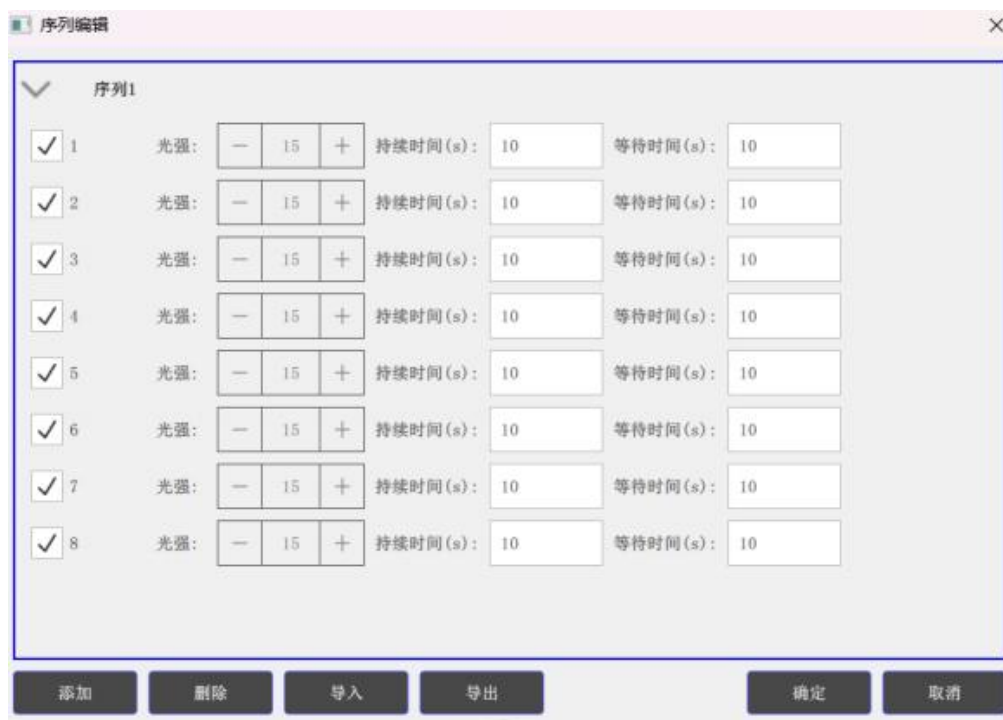 序列编辑
序列1
1 光强: － 15 ＋ 持续时间(s): 10 等待时间(s): 10
2 光强: － 15 ＋ 持续时间(s): 10 等待时间(s): 10
3 光强: － 15 ＋ 持续时间(s): 10 等待时间(s): 10
4 光强: － 15 ＋ 持续时间(s): 10 等待时间(s): 10
5 光强: － 15 ＋ 持续时间(s): 10 等待时间(s): 10
6 光强: － 15 ＋ 持续时间(s): 10 等待时间(s): 10
7 光强: － 15 ＋ 持续时间(s): 10 等待时间(s): 10
8 光强: － 15 ＋ 持续时间(s): 10 等待时间(s): 10
添加 删除 导入 导出 确定 取消